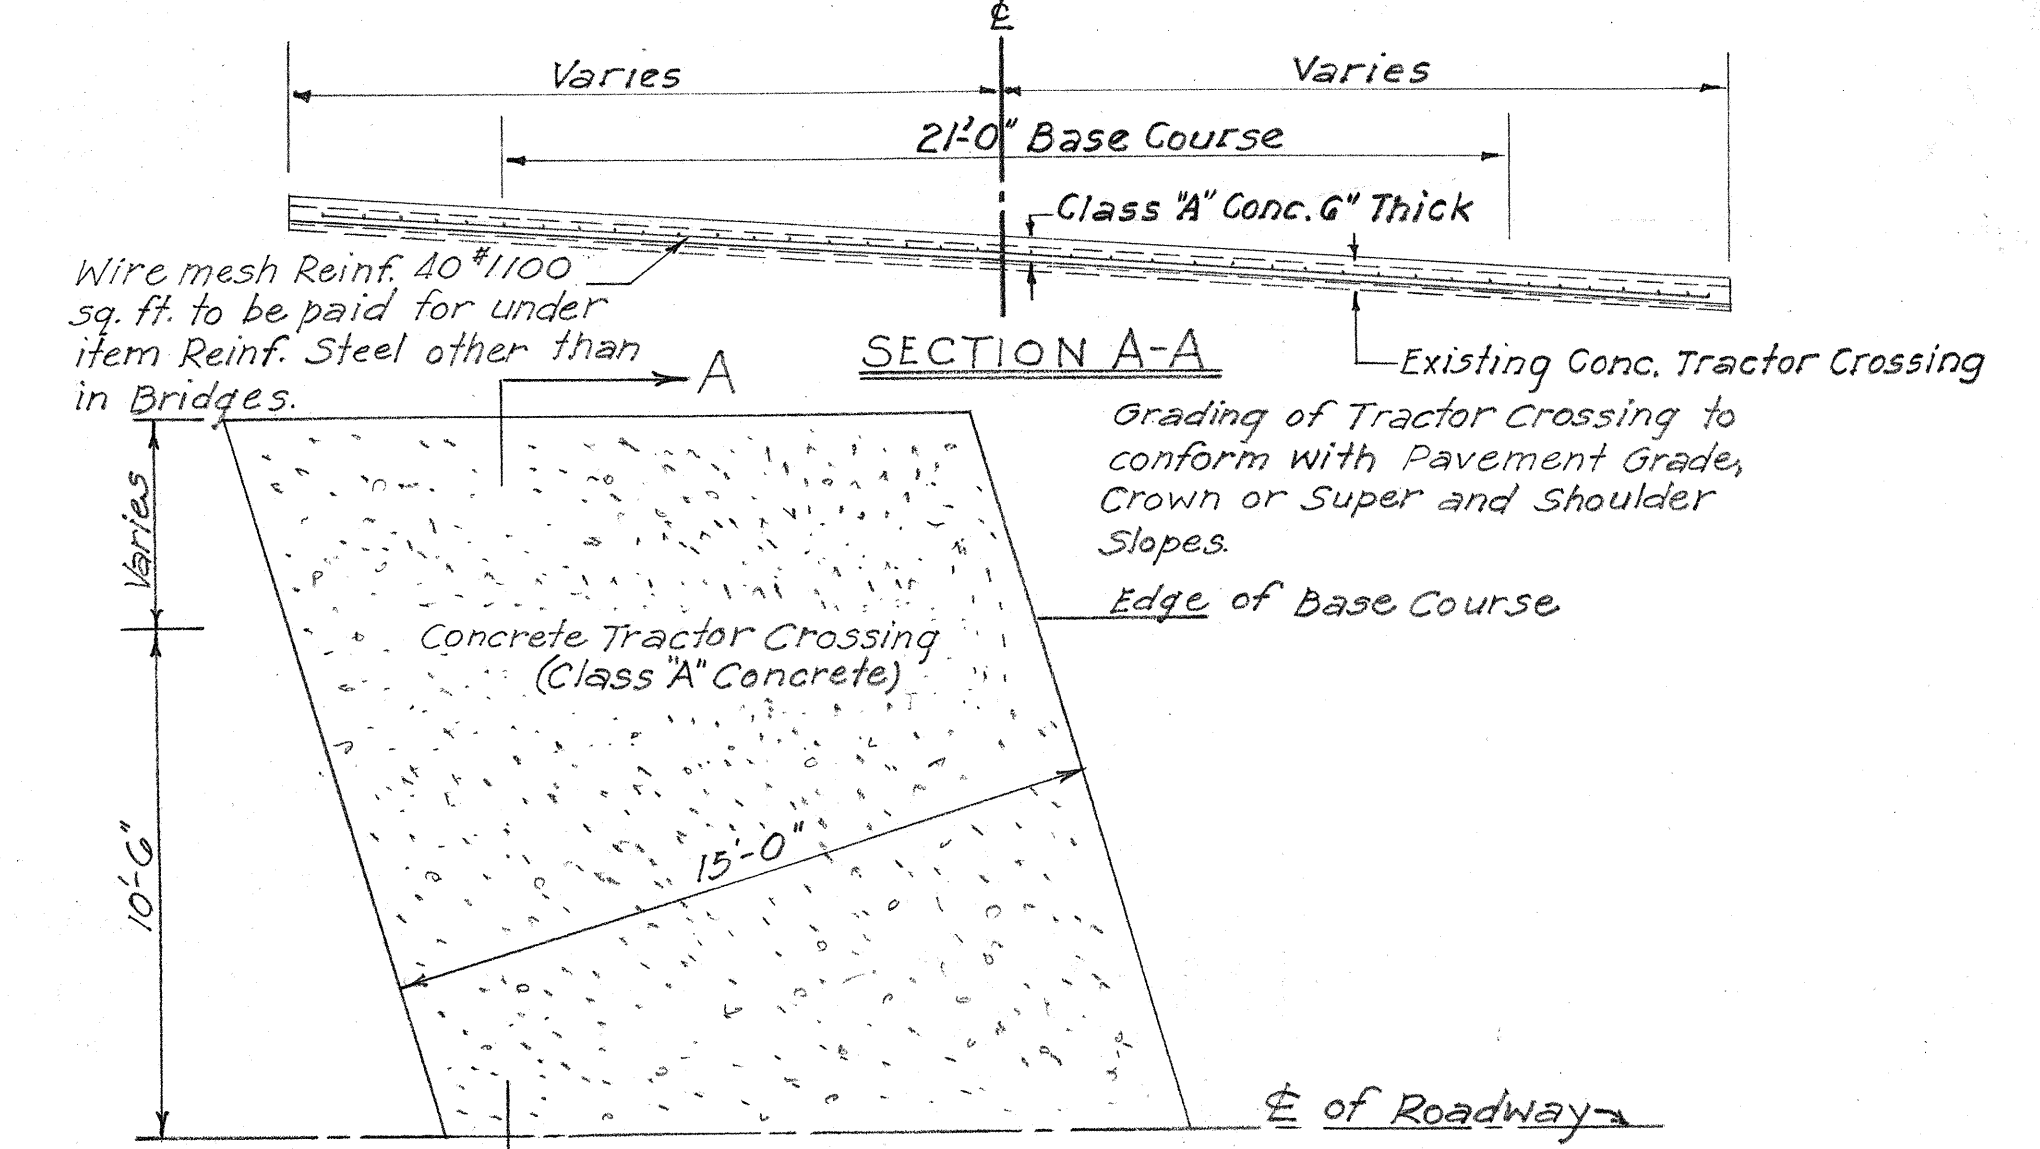 ℄
Varies
Varies
21'-0" Base Course
Class "A" Conc. 6" Thick
Wire mesh Reinf. 40#/100
sq. ft. to be paid for under
item Reinf. Steel other than
in Bridges.
SECTION A-A
Existing Conc. Tractor Crossing
A
Grading of Tractor Crossing to
conform with Pavement Grade,
Crown or Super and Shoulder
Slopes.
Varies
Edge of Base Course
Concrete Tractor Crossing
(Class "A" Concrete)
15'-0"
10'-6"
℄ of Roadway